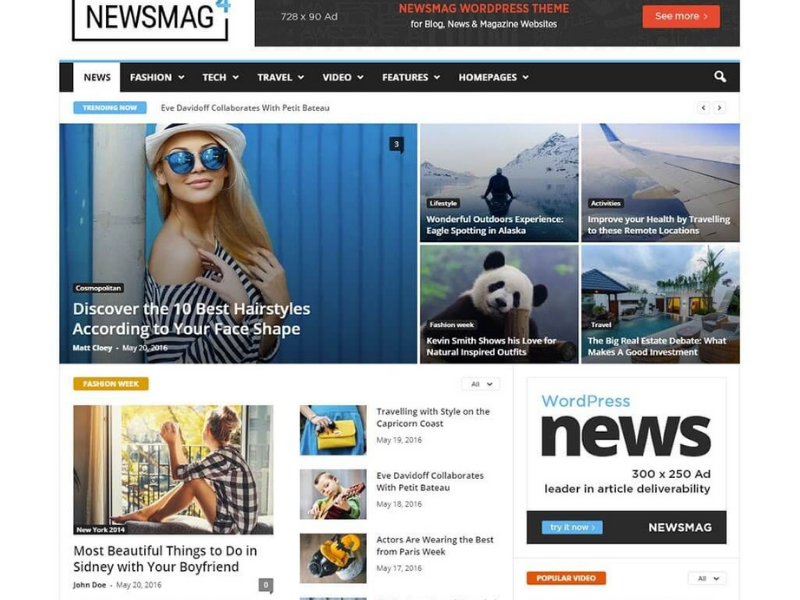 NEWSMAG 4
728 x 90 Ad
NEWSMAG WORDPRESS THEME
for Blog, News & Magazine Websites
See more
NEWS FASHION TECH TRAVEL VIDEO FEATURES HOMEPAGES
TRENDING NOW Eve Davidoff Collaborates With Petit Bateau
3
Cosmopolitan
Discover the 10 Best Hairstyles
According to Your Face Shape
Matt Cloey - May 20, 2016
Lifestyle
Wonderful Outdoors Experience:
Eagle Spotting in Alaska
Activities
Improve your Health by Travelling
to these Remote Locations
Fashion week
Kevin Smith Shows his Love for
Natural Inspired Outfits
Travel
The Big Real Estate Debate: What
Makes A Good Investment
FASHION WEEK
All
New York 2014
Most Beautiful Things to Do in
Sidney with Your Boyfriend
John Doe - May 20, 2016
0
Travelling with Style on the
Capricorn Coast
May 19, 2016
Eve Davidoff Collaborates
With Petit Bateau
May 18, 2016
Actors Are Wearing the Best
from Paris Week
May 17, 2016
WordPress
news
300 x 250 Ad
leader in article deliverability
try it now
NEWSMAG
POPULAR VIDEO
All